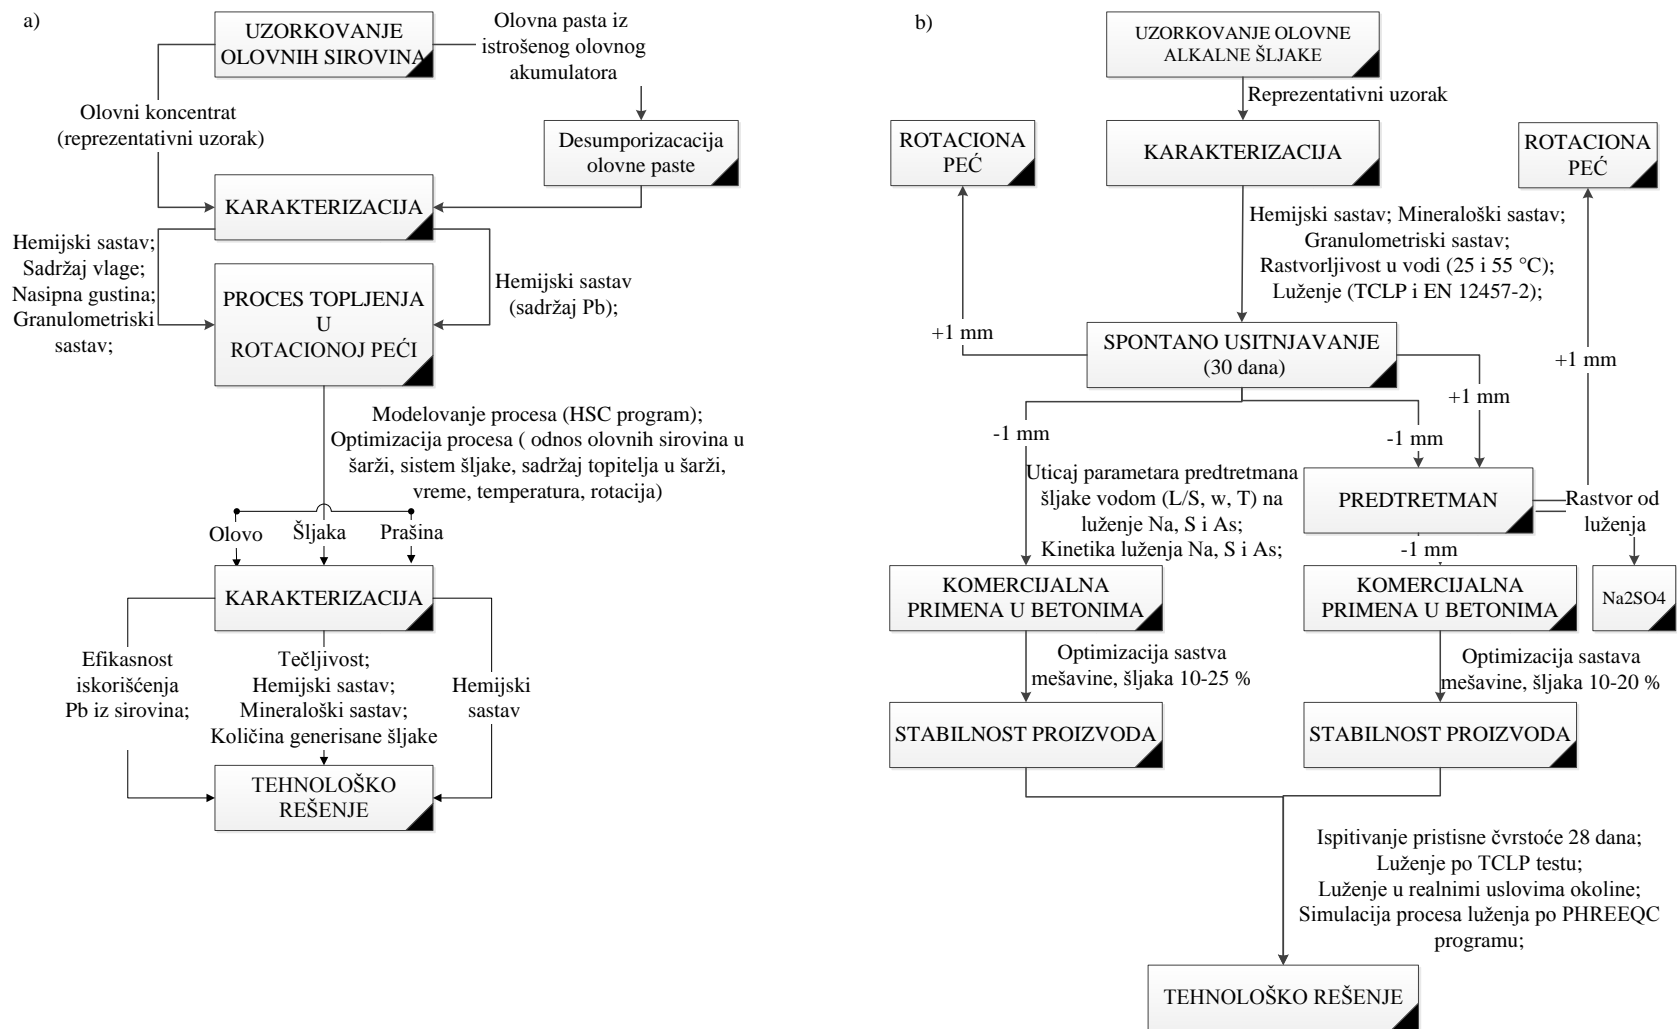 a)
UZORKOVANJE
OLOVNIH SIROVINA
Olovna pasta iz
istrošenog olovnog
akumulatora
Olovni koncentrat
(reprezentativni uzorak)
Desumporizacacija
olovne paste
KARAKTERIZACIJA
Hemijski sastav;
Sadržaj vlage;
Nasipna gustina;
Granulometriski
sastav;
PROCES TOPLJENJA
U
ROTACIONOJ PEĆI
Hemijski sastav
(sadržaj Pb);
Modelovanje procesa (HSC program);
Optimizacija procesa ( odnos olovnih sirovina u
šarži, sistem šljake, sadržaj topitelja u šarži,
vreme, temperatura, rotacija)
Olovo
Šljaka
Prašina
KARAKTERIZACIJA
Efikasnost
iskorišćenja
Pb iz sirovina;
Tečljivost;
Hemijski sastav;
Mineraloški sastav;
Količina generisane šljake
Hemijski
sastav
TEHNOLOŠKO
REŠENJE
b)
UZORKOVANJE OLOVNE
ALKALNE ŠLJAKE
Reprezentativni uzorak
ROTACIONA
PEĆ
KARAKTERIZACIJA
ROTACIONA
PEĆ
Hemijski sastav; Mineraloški sastav;
Granulometriski sastav;
Rastvorljivost u vodi (25 i 55 °C);
Luženje (TCLP i EN 12457-2);
+1 mm
SPONTANO USITNJAVANJE
(30 dana)
+1 mm
+1 mm
-1 mm
-1 mm
Uticaj parametara predtretmana
šljake vodom (L/S, w, T) na
luženje Na, S i As;
Kinetika luženja Na, S i As;
PREDTRETMAN
Rastvor od
luženja
-1 mm
KOMERCIJALNA
PRIMENA U BETONIMA
KOMERCIJALNA
PRIMENA U BETONIMA
Na2SO4
Optimizacija sastva
mešavine, šljaka 10-25 %
Optimizacija sastava
mešavine, šljaka 10-20 %
STABILNOST PROIZVODA
STABILNOST PROIZVODA
Ispitivanje pristisne čvrstoće 28 dana;
Luženje po TCLP testu;
Luženje u realnimi uslovima okoline;
Simulacija procesa luženja po PHREEQC
programu;
TEHNOLOŠKO REŠENJE